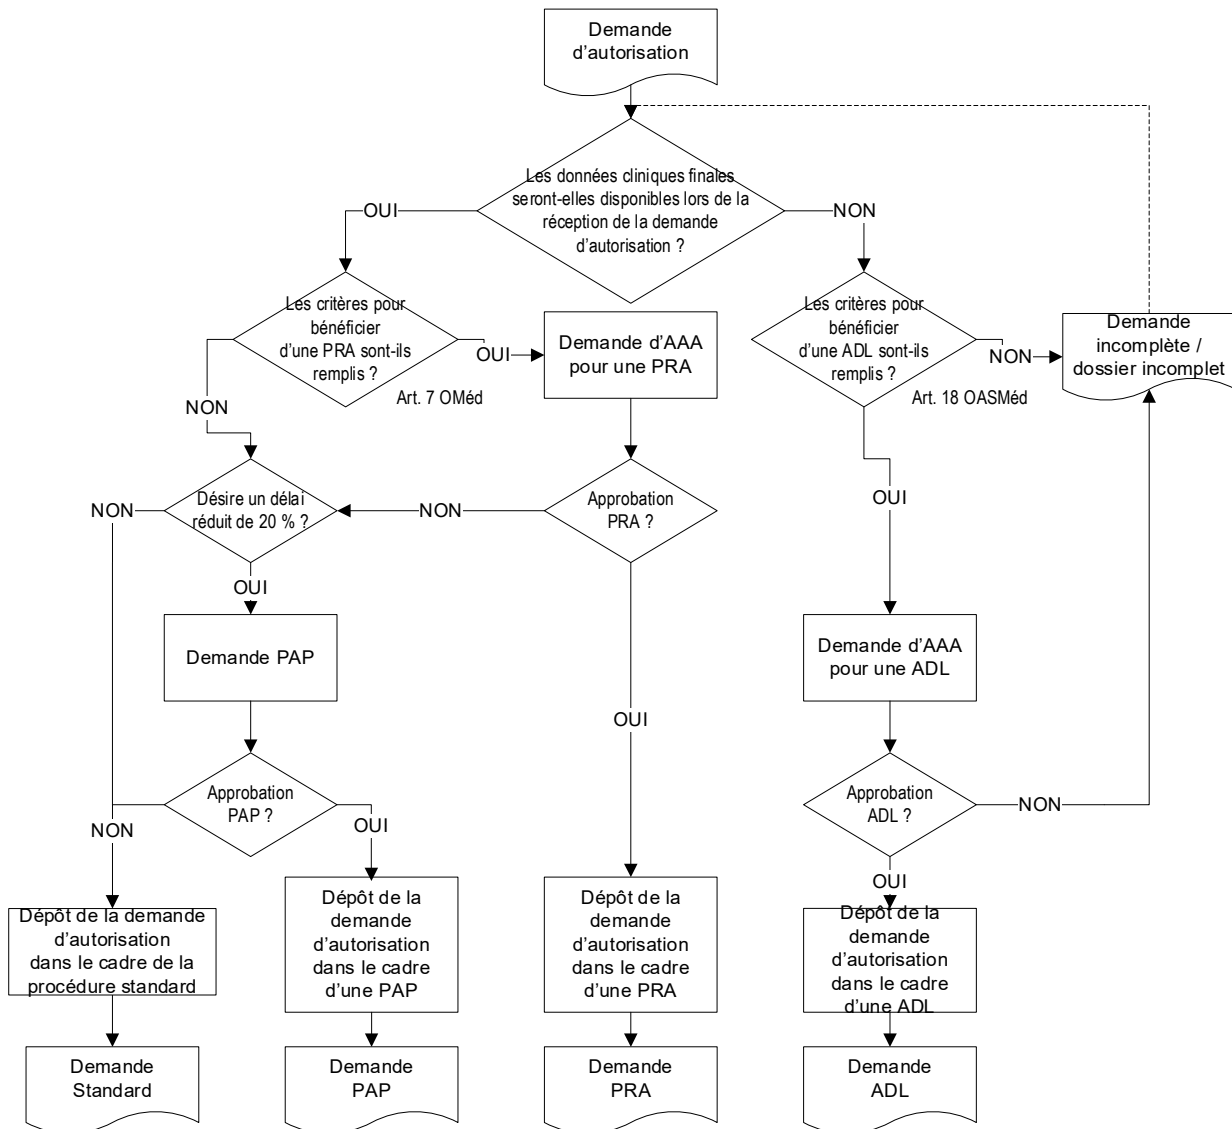 Demande
d’autorisation
Les données cliniques finales
seront-elles disponibles lors de la
réception de la demande
d’autorisation ?
OUI
NON
Les critères pour
bénéficier
d’une PRA sont-ils
remplis ?
OUI
Art. 7 OMéd
NON
Demande d’AAA
pour une PRA
Les critères pour
bénéficier
d’une ADL sont-ils
remplis ?
NON
Art. 18 OASMéd
Demande
incomplète /
dossier incomplet
OUI
NON
Désire un délai
réduit de 20 % ?
NON
Approbation
PRA ?
OUI
Demande PAP
OUI
Demande d’AAA
pour une ADL
Approbation
PAP ?
NON
OUI
Approbation
ADL ?
NON
OUI
Dépôt de la demande
d’autorisation
dans le cadre de la
procédure standard
Dépôt de la
demande
d’autorisation
dans le cadre
d’une PAP
Dépôt de la
demande
d’autorisation
dans le cadre
d’une PRA
Dépôt de la
demande
d’autorisation
dans le cadre
d’une ADL
Demande
Standard
Demande
PAP
Demande
PRA
Demande
ADL